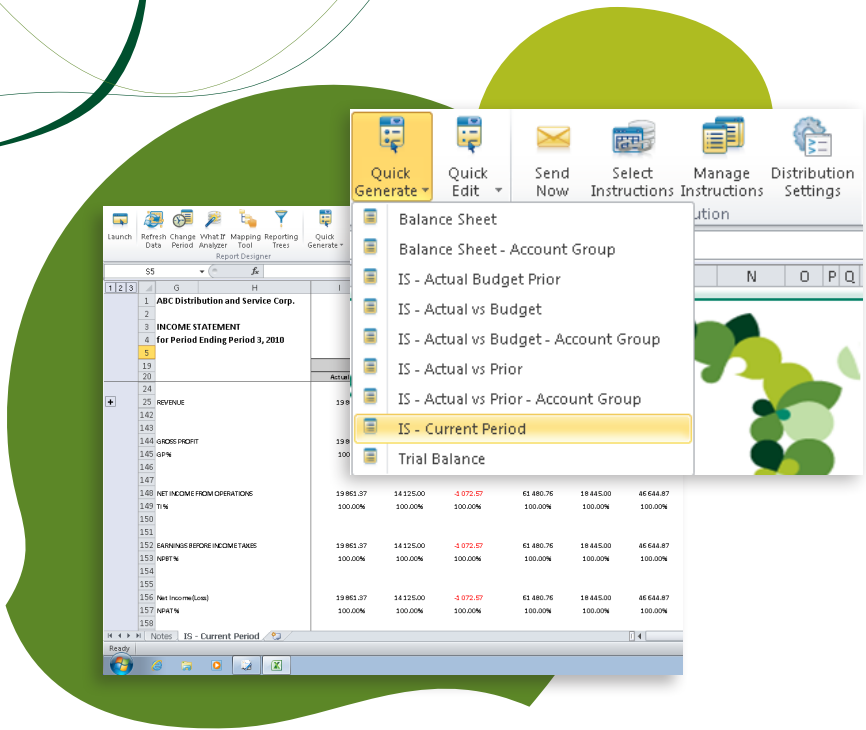 Quick Generate
Quick Edit
Send Now
Select Instructions
Manage Instructions
Distribution Settings
ution
Balance Sheet
Balance Sheet - Account Group
IS - Actual Budget Prior
IS - Actual vs Budget
IS - Actual vs Budget - Account Group
IS - Actual vs Prior
IS - Actual vs Prior - Account Group
IS - Current Period
Trial Balance
N O P Q
Launch
Refresh Data
Change Period
What If Analyzer
Mapping Tool
Reporting Trees
Quick Generate
Report Designer
S5 fx
1 2 3 G H I
1 ABC Distribution and Service Corp.
2
3 INCOME STATEMENT
4 for Period Ending Period 3, 2010
5
19
20 Actual
24
25 REVENUE 19 8
142
143
144 GROSS PROFIT 19 8
145 GP% 100
146
147
148 NET INCOME FROM OPERATIONS 19 861.37 14 125.00 -1 072.57 61 480.76 18 445.00 46 644.87
149 TI% 100.00% 100.00% 100.00% 100.00% 100.00% 100.00%
150
151
152 EARNINGS BEFORE INCOME TAXES 19 861.37 14 125.00 -1 072.57 61 480.76 18 445.00 46 644.87
153 NPBT% 100.00% 100.00% 100.00% 100.00% 100.00% 100.00%
154
155
156 Net Income(Loss) 19 861.37 14 125.00 -1 072.57 61 480.76 18 445.00 46 644.87
157 NPAT% 100.00% 100.00% 100.00% 100.00% 100.00% 100.00%
158
Notes IS - Current Period
Ready